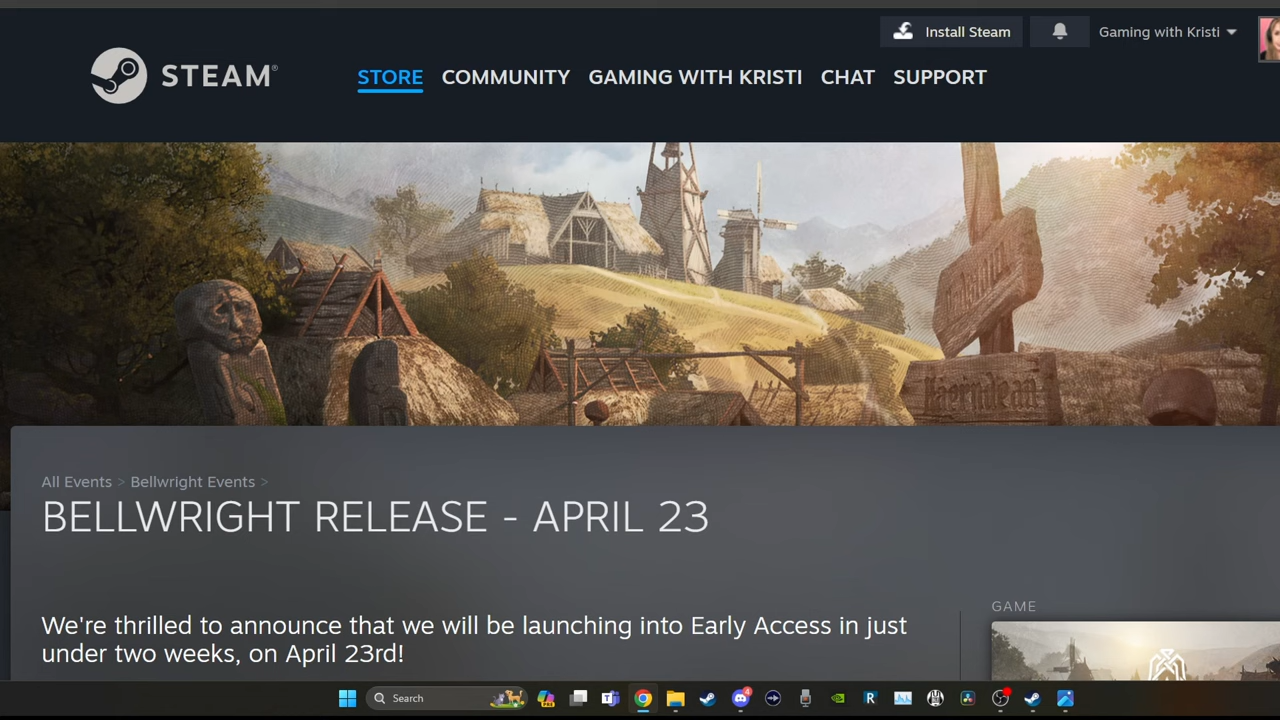 Install Steam
Gaming with Kristi
STEAM®
STORE COMMUNITY GAMING WITH KRISTI CHAT SUPPORT
All Events > Bellwright Events >
BELLWRIGHT RELEASE - APRIL 23
We're thrilled to announce that we will be launching into Early Access in just
under two weeks, on April 23rd!
GAME
Search
4